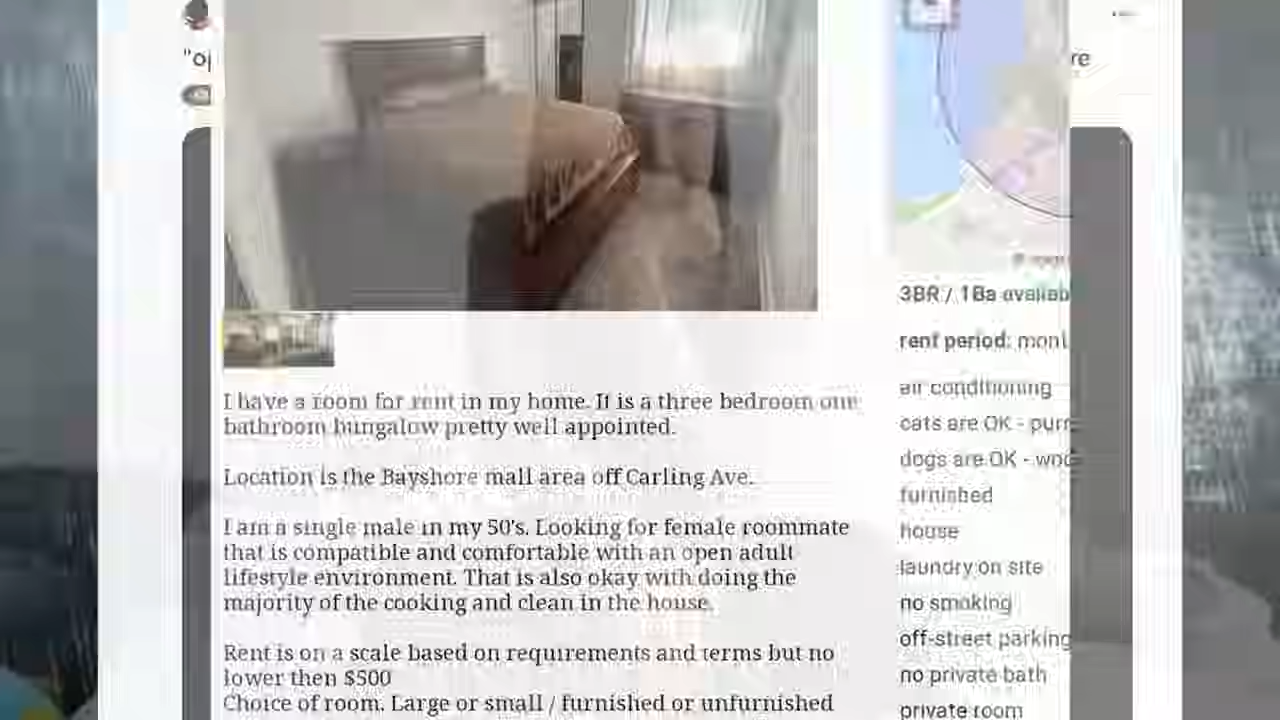 "o
re
I have a room for rent in my home. It is a three bedroom one
bathroom bungalow pretty well appointed.
Location is the Bayshore mall area off Carling Ave.
I am a single male in my 50's. Looking for female roommate
that is compatible and comfortable with an open adult
lifestyle environment. That is also okay with doing the
majority of the cooking and clean in the house.
Rent is on a scale based on requirements and terms but no
lower then $500
Choice of room. Large or small / furnished or unfurnished
3BR / 1Ba availab
rent period: mont
air conditioning
cats are OK - purr
dogs are OK - woo
furnished
house
laundry on site
no smoking
off-street parking
no private bath
private room